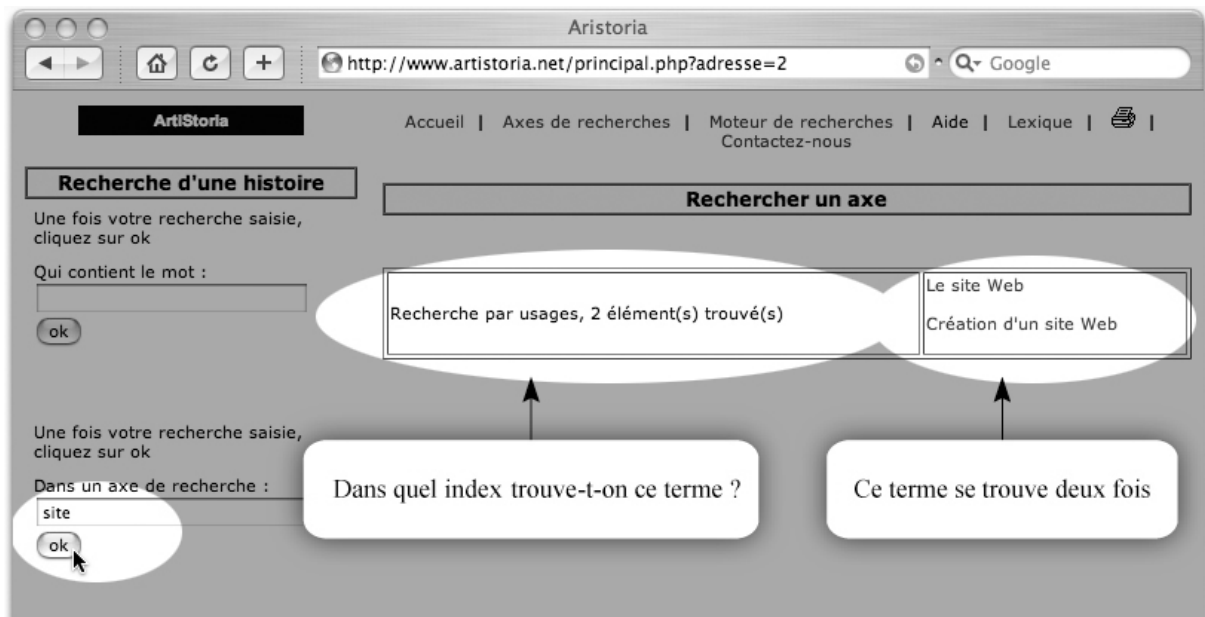 Aristoria
http://www.artistoria.net/principal.php?adresse=2
Google
ArtiStoria
Accueil | Axes de recherches | Moteur de recherches | Aide | Lexique | |
Contactez-nous
Recherche d'une histoire
Une fois votre recherche saisie,
cliquez sur ok
Qui contient le mot :
ok
Une fois votre recherche saisie,
cliquez sur ok
Dans un axe de recherche :
site
ok
Rechercher un axe
Recherche par usages, 2 élément(s) trouvé(s)
Le site Web
Création d'un site Web
Dans quel index trouve-t-on ce terme ?
Ce terme se trouve deux fois